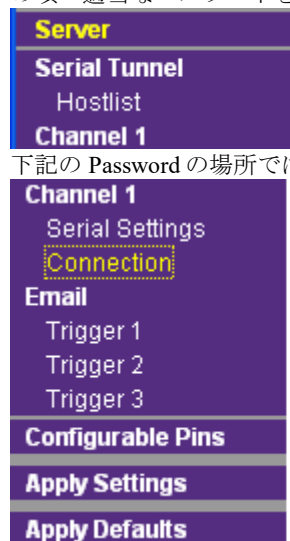 Server
Serial Tunnel
Hostlist
Channel 1
下記の Password の場所では
Channel 1
Serial Settings
Connection
Email
Trigger 1
Trigger 2
Trigger 3
Configurable Pins
Apply Settings
Apply Defaults